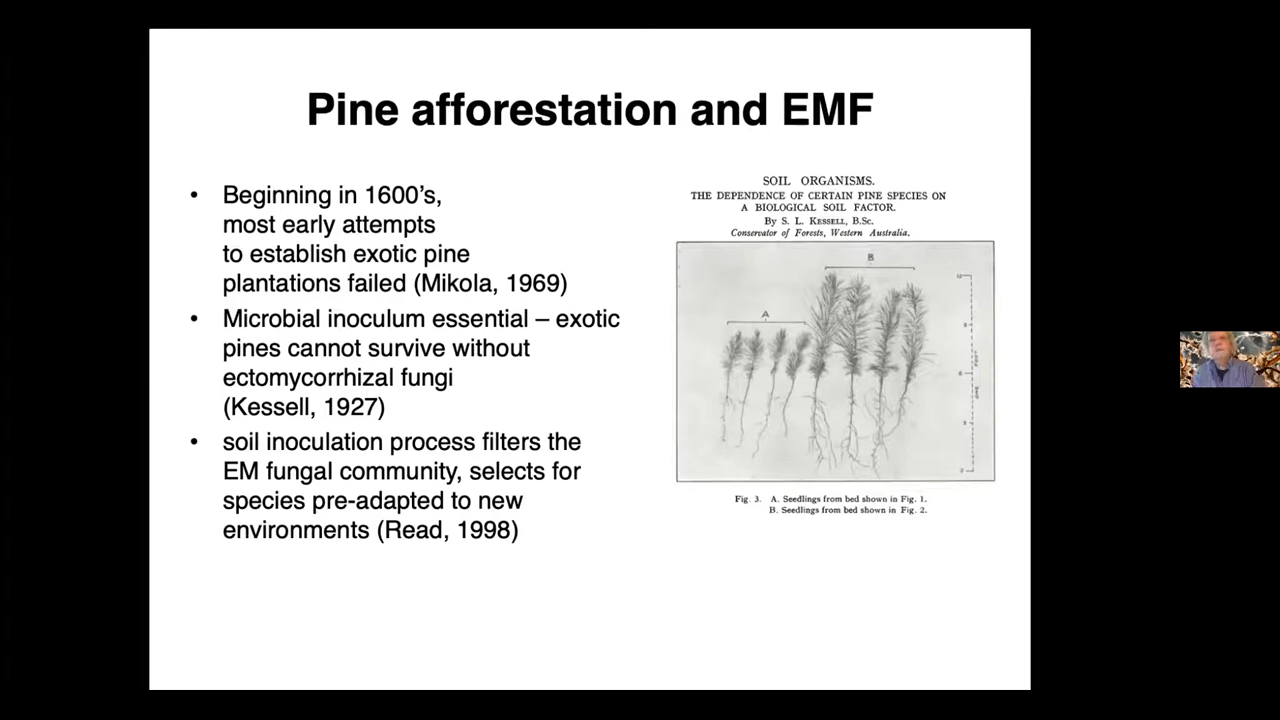 Pine afforestation and EMF
• Beginning in 1600's,
most early attempts
to establish exotic pine
plantations failed (Mikola, 1969)
• Microbial inoculum essential – exotic
pines cannot survive without
ectomycorrhizal fungi
(Kessell, 1927)
• soil inoculation process filters the
EM fungal community, selects for
species pre-adapted to new
environments (Read, 1998)
SOIL ORGANISMS.
THE DEPENDENCE OF CERTAIN PINE SPECIES ON
A BIOLOGICAL SOIL FACTOR.
By S. L. KESSELL, B.Sc.
Conservator of Forests, Western Australia.
B
A
Fig. 3. A. Seedlings from bed shown in Fig. 1.
B. Seedlings from bed shown in Fig. 2.